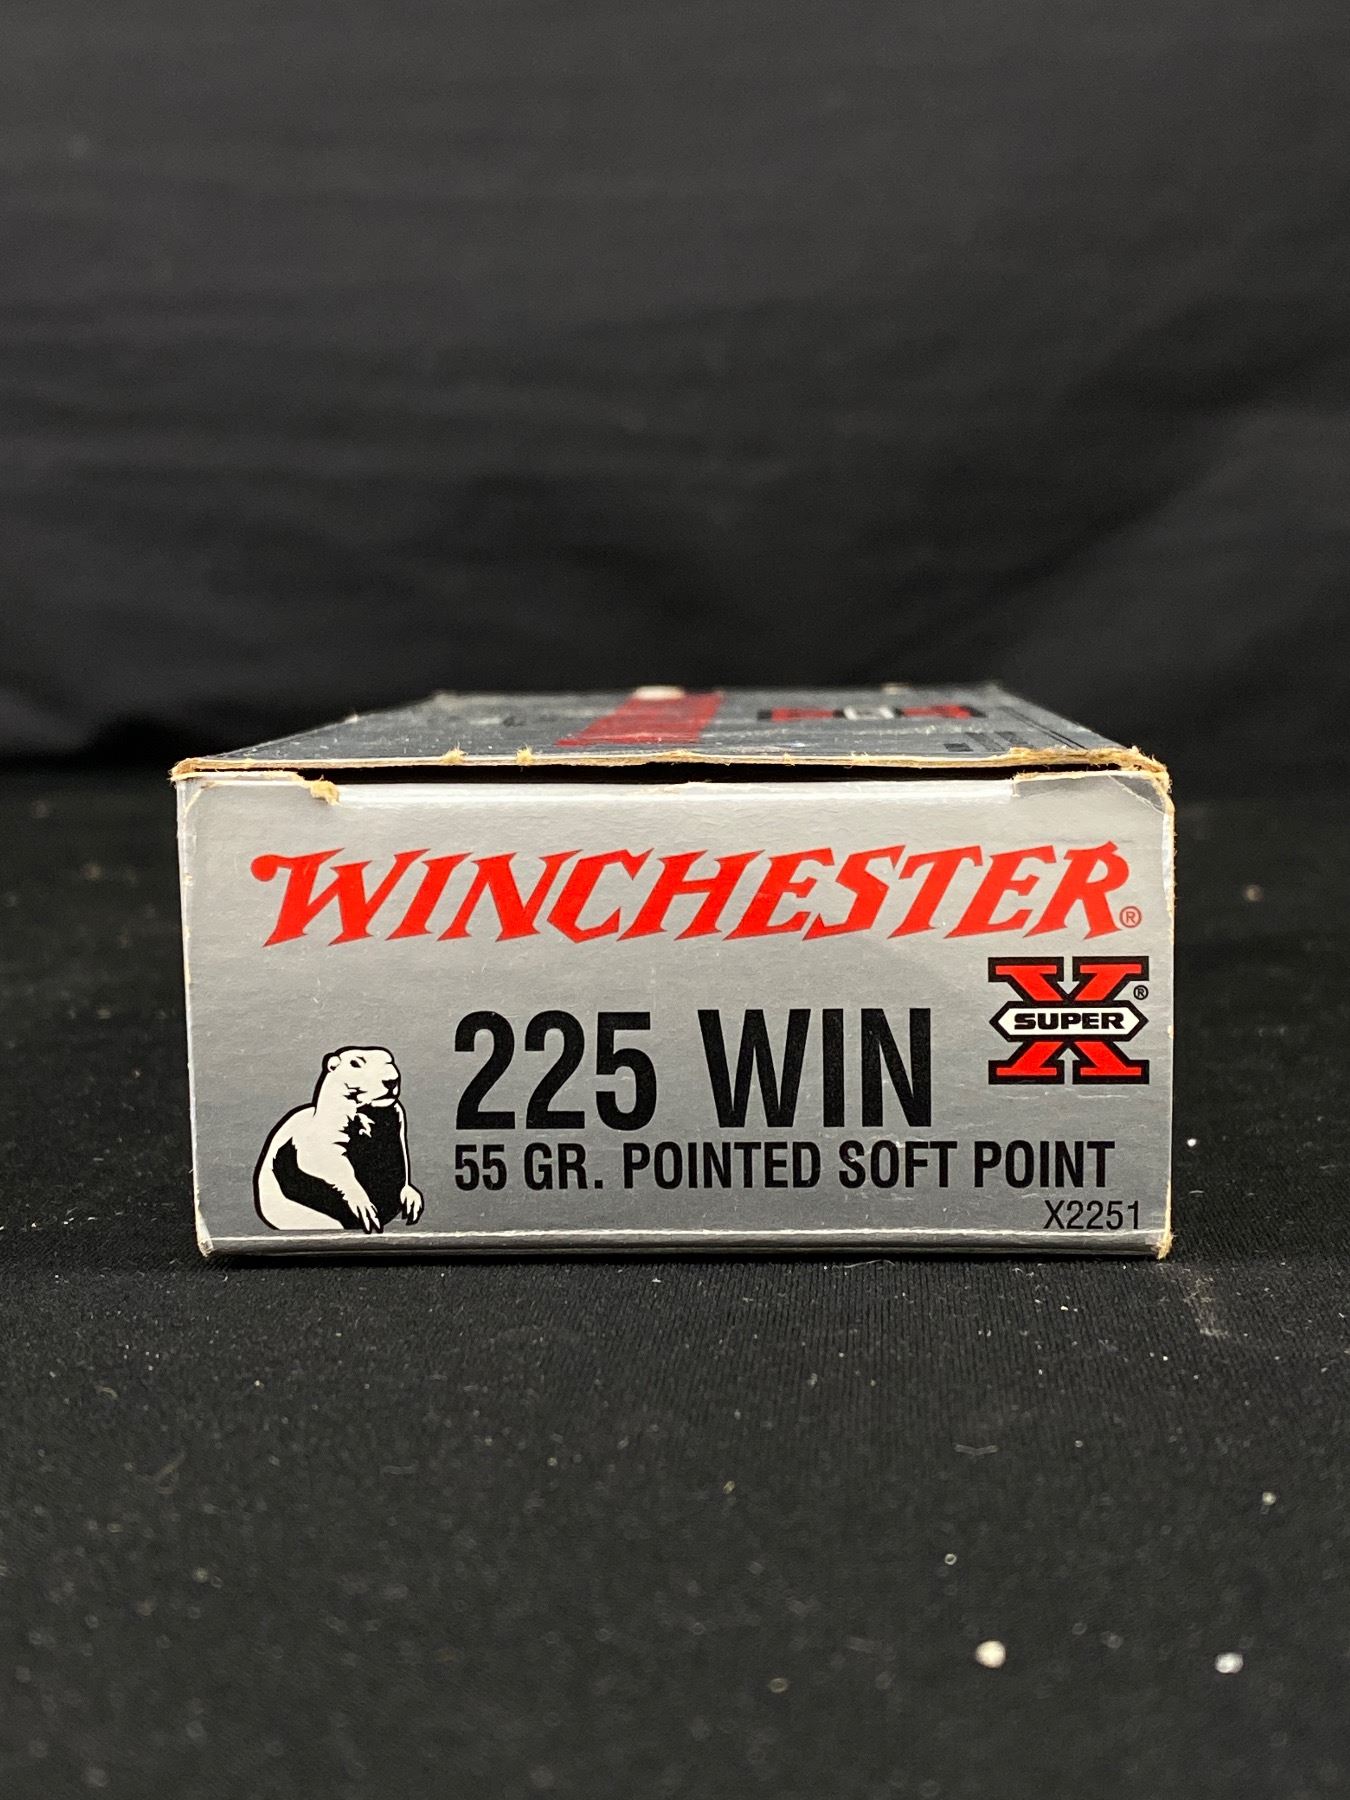 WINCHESTER®
X®
SUPER
225 WIN
55 GR. POINTED SOFT POINT
X2251